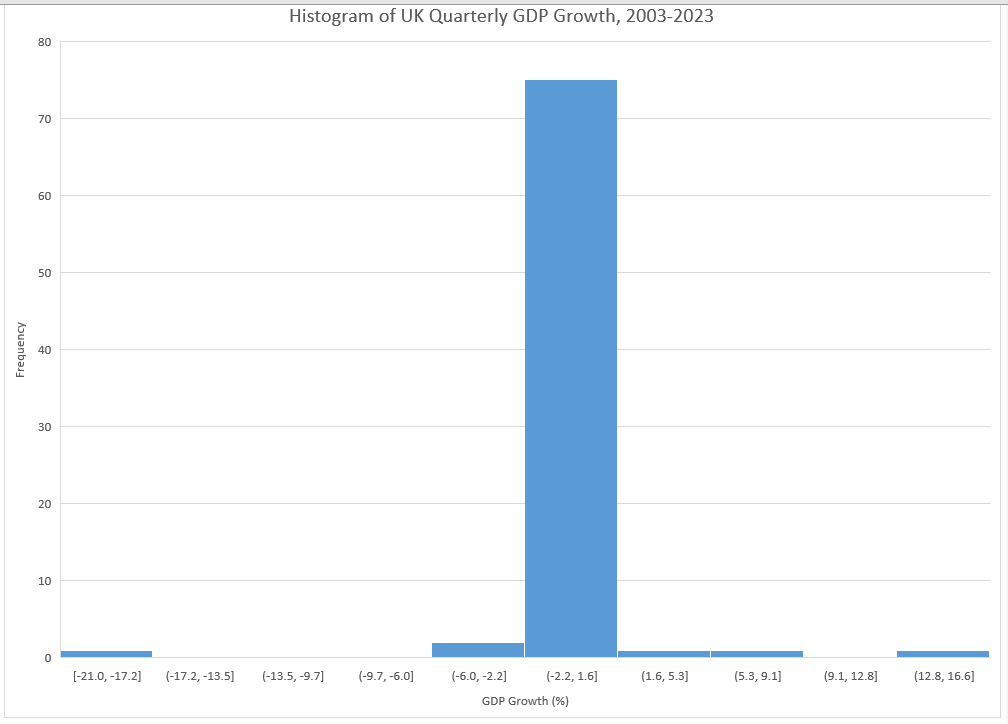 Histogram of UK Quarterly GDP Growth, 2003-2023
80
70
60
50
40
30
20
10
0
Frequency
[-21.0, -17.2] (-17.2, -13.5] (-13.5, -9.7] (-9.7, -6.0] (-6.0, -2.2] (-2.2, 1.6] (1.6, 5.3] (5.3, 9.1] (9.1, 12.8] (12.8, 16.6]
GDP Growth (%)